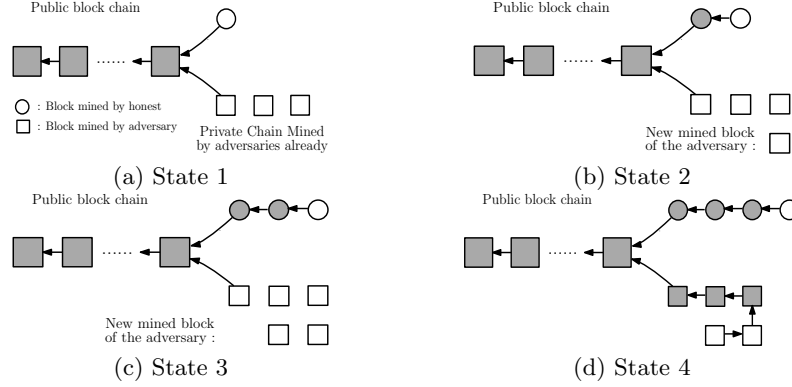 Public block chain
......
: Block mined by honest
: Block mined by adversary
Private Chain Mined
by adversaries already
(a) State 1
Public block chain
......
New mined block
of the adversary :
(b) State 2
Public block chain
......
New mined block
of the adversary :
(c) State 3
Public block chain
......
(d) State 4